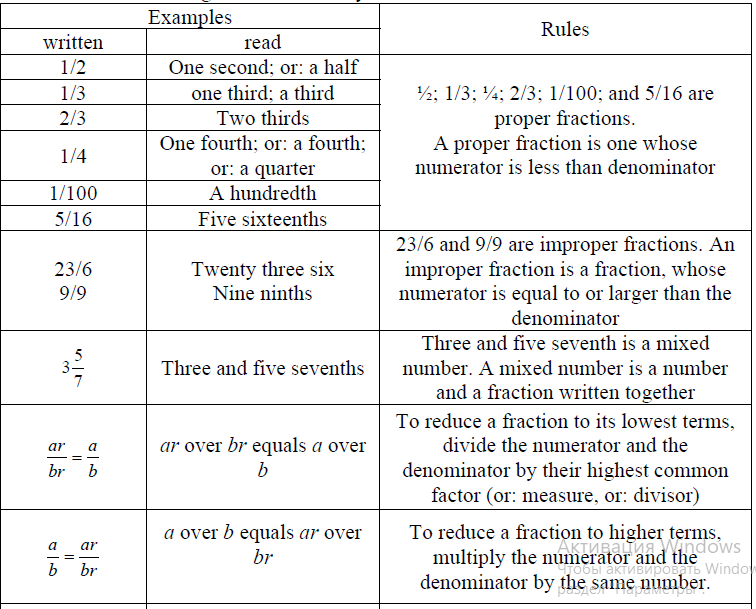 Examples
Rules
written
read
1/2
One second; or: a half
1/3
one third; a third
2/3
Two thirds
1/4
One fourth; or: a fourth;
or: a quarter
1/100
A hundredth
5/16
Five sixteenths
½; 1/3; ¼; 2/3; 1/100; and 5/16 are
proper fractions.
A proper fraction is one whose
numerator is less than denominator
23/6
Twenty three six
9/9
Nine ninths
23/6 and 9/9 are improper fractions. An
improper fraction is a fraction, whose
numerator is equal to or larger than the
denominator
3 5/7
Three and five sevenths
Three and five seventh is a mixed
number. A mixed number is a number
and a fraction written together
ar/br = a/b
ar over br equals a over
b
To reduce a fraction to its lowest terms,
divide the numerator and the
denominator by their highest common
factor (or: measure, or: divisor)
a/b = ar/br
a over b equals ar over
br
To reduce a fraction to higher terms,
multiply the numerator and the
denominator by the same number.
Активация Windows
Чтобы активировать Window
раздел "Параметры".